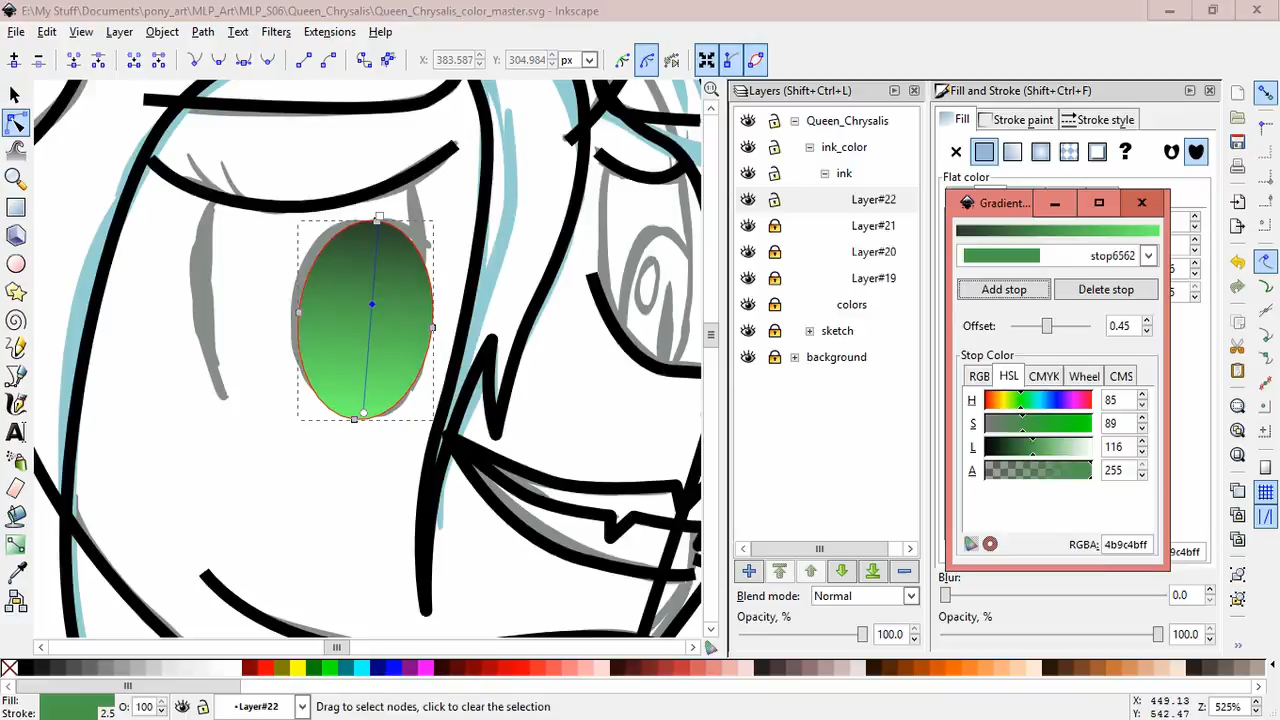 E:\My Stuff\Documents\pony_art\MLP_Art\MLP_S06\Queen_Chrysalis\Queen_Chrysalis_color_master.svg - Inkscape
File Edit View Layer Object Path Text Filters Extensions Help
X: 383.587 Y: 304.984 px
Layers (Shift+Ctrl+L)
Fill and Stroke (Shift+Ctrl+F)
Queen_Chrysalis
ink_color
ink
Layer#22
Layer#21
Layer#20
Layer#19
colors
sketch
background
Fill Stroke paint Stroke style
?
Flat color
Gradient...
stop6562
Add stop Delete stop
Offset: 0.45
Stop Color
RGB HSL CMYK Wheel CMS
H 85
S 89
L 116
A 255
RGBA: 4b9c4bff
9c4bff
Blend mode: Normal
Opacity, % 100.0
Blur: 0.0
Opacity, % 100.0
Fill:
Stroke: 2.5
O: 100
•Layer#22
Drag to select nodes, click to clear the selection
X: 449.13
Y: 542.47
Z: 525%